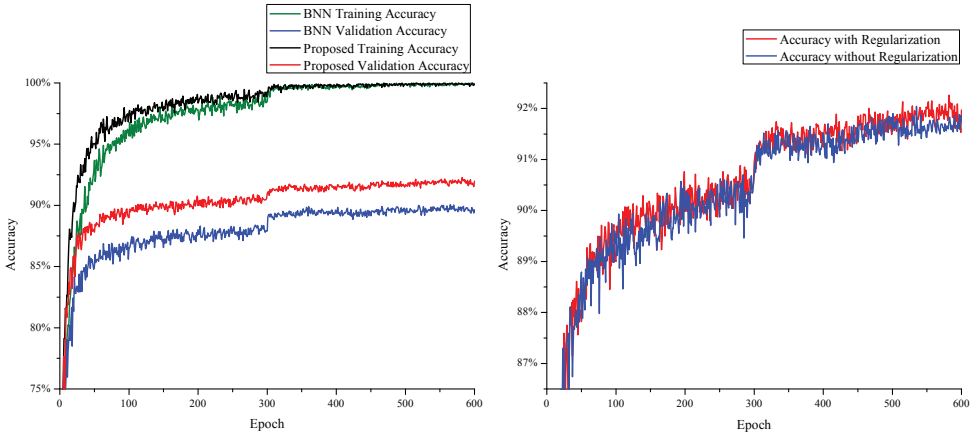 BNN Training Accuracy
BNN Validation Accuracy
Proposed Training Accuracy
Proposed Validation Accuracy
100%
95%
90%
85%
80%
75%
Accuracy
0
100
200
300
400
500
600
Epoch
Accuracy with Regularization
Accuracy without Regularization
92%
91%
90%
89%
88%
87%
Accuracy
0
100
200
300
400
500
600
Epoch